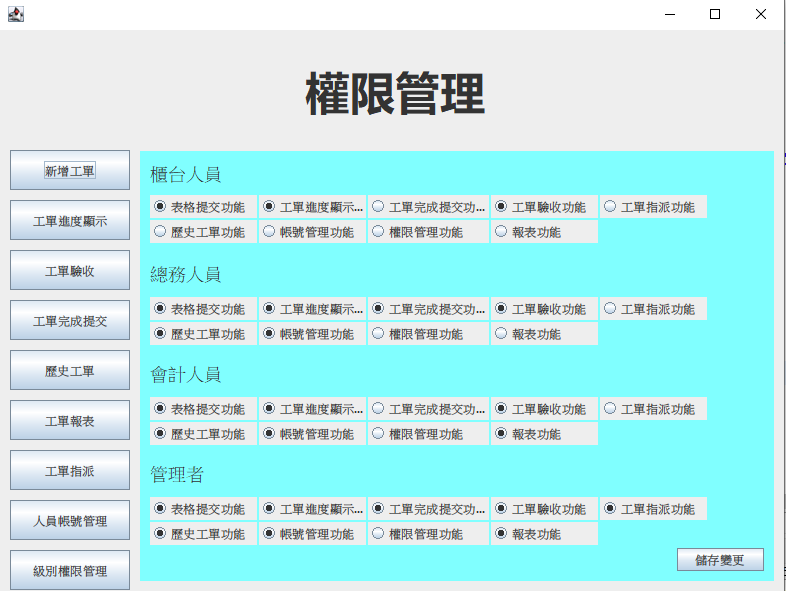 權限管理
新增工單
工單進度顯示
工單驗收
工單完成提交
歷史工單
工單報表
工單指派
人員帳號管理
級別權限管理
櫃台人員
表格提交功能 工單進度顯示... 工單完成提交功... 工單驗收功能 工單指派功能
歷史工單功能 帳號管理功能 權限管理功能 報表功能
總務人員
表格提交功能 工單進度顯示... 工單完成提交功... 工單驗收功能 工單指派功能
歷史工單功能 帳號管理功能 權限管理功能 報表功能
會計人員
表格提交功能 工單進度顯示... 工單完成提交功... 工單驗收功能 工單指派功能
歷史工單功能 帳號管理功能 權限管理功能 報表功能
管理者
表格提交功能 工單進度顯示... 工單完成提交功... 工單驗收功能 工單指派功能
歷史工單功能 帳號管理功能 權限管理功能 報表功能
儲存變更